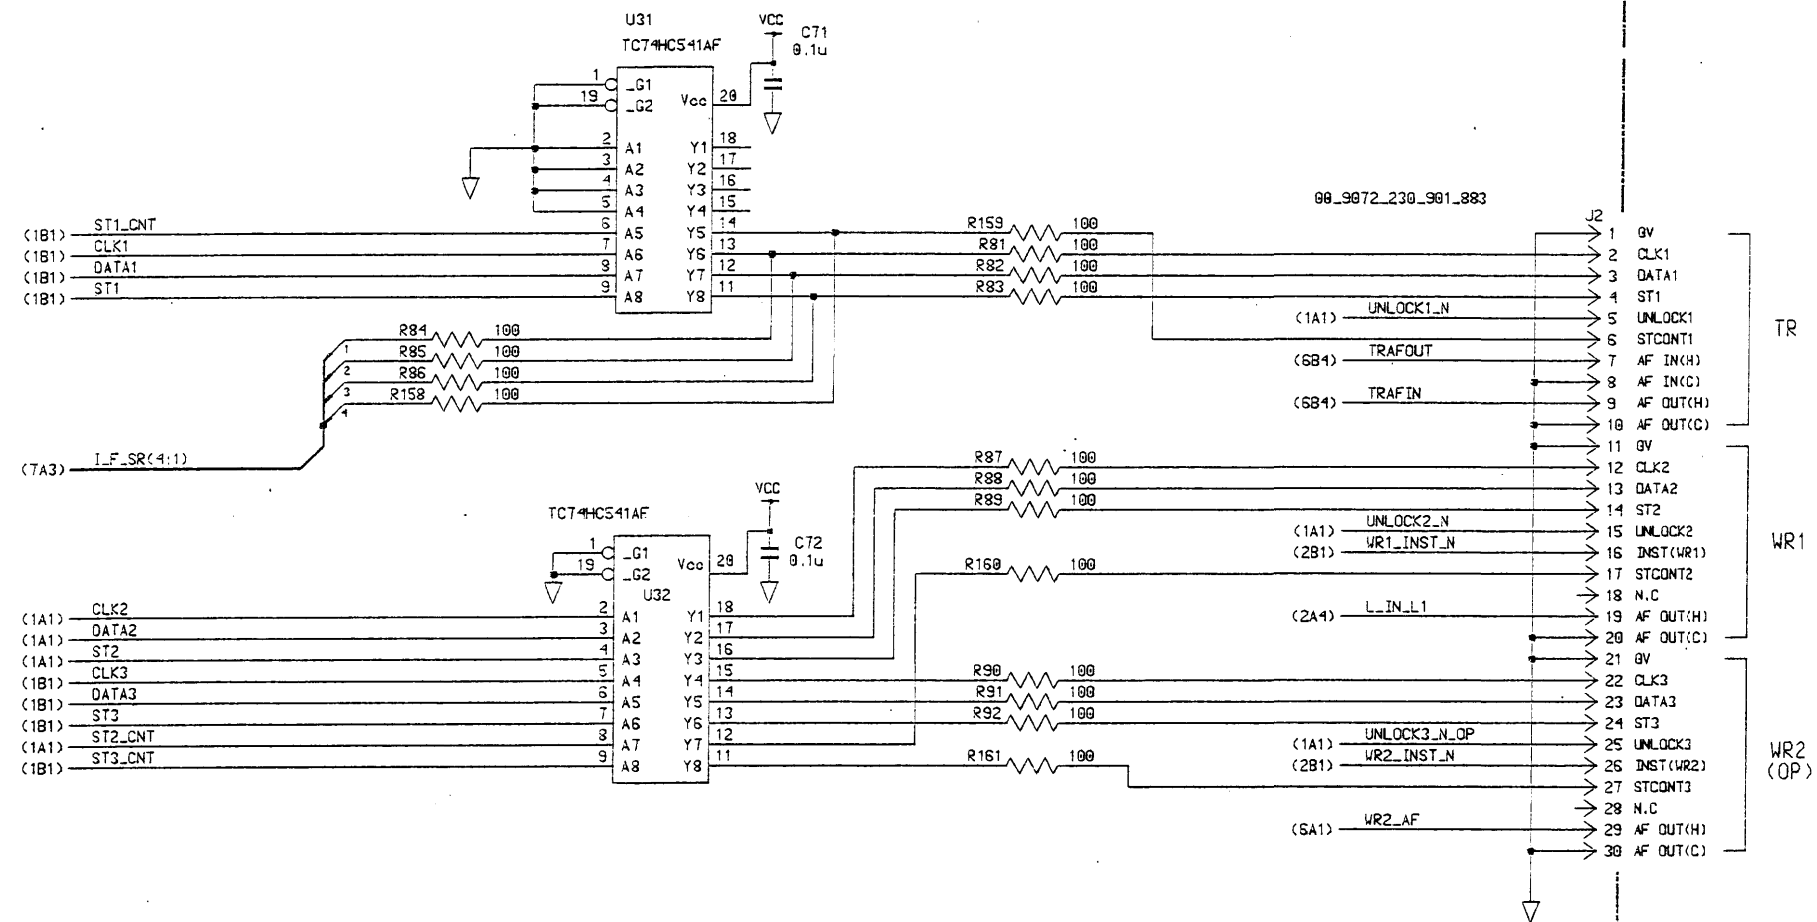 U31
TC74HC541AF
VCC
C71
0.1u
1 _G1
19 _G2
Vcc 20
2 A1 Y1 18
3 A2 Y2 17
4 A3 Y3 16
5 A4 Y4 15
6 A5 Y5 14
7 A6 Y6 13
8 A7 Y7 12
9 A8 Y8 11
(1B1) ST1_CNT
(1B1) CLK1
(1B1) DATA1
(1B1) ST1
R159 100
R81 100
R82 100
R83 100
R84 100 1
R85 100 2
R86 100 3
R158 100 4
(7A3) I_F_SR(4:1)
00_9072_230_901_883
J2
1 0V
2 CLK1
3 DATA1
4 ST1
(1A1) UNLOCK1_N 5 UNLOCK1
6 STCONT1
(6B4) TRAFOUT 7 AF IN(H)
8 AF IN(C)
(6B4) TRAFIN 9 AF OUT(H)
10 AF OUT(C)
TR
11 0V
R87 100 12 CLK2
R88 100 13 DATA2
R89 100 14 ST2
(1A1) UNLOCK2_N 15 UNLOCK2
(2B1) WR1_INST_N 16 INST(WR1)
R160 100 17 STCONT2
18 N.C
(2A4) L_IN_L1 19 AF OUT(H)
20 AF OUT(C)
WR1
21 0V
R90 100 22 CLK3
R91 100 23 DATA3
R92 100 24 ST3
(1A1) UNLOCK3_N_OP 25 UNLOCK3
(2B1) WR2_INST_N 26 INST(WR2)
R161 100 27 STCONT3
28 N.C
(6A1) WR2_AF 29 AF OUT(H)
30 AF OUT(C)
WR2
(OP)
TC74HC541AF
VCC
C72
0.1u
1 _G1
19 _G2
Vcc 20
U32
(1A1) CLK2 2 A1 Y1 18
(1A1) DATA2 3 A2 Y2 17
(1A1) ST2 4 A3 Y3 16
(1B1) CLK3 5 A4 Y4 15
(1B1) DATA3 6 A5 Y5 14
(1B1) ST3 7 A6 Y6 13
(1A1) ST2_CNT 8 A7 Y7 12
(1B1) ST3_CNT 9 A8 Y8 11